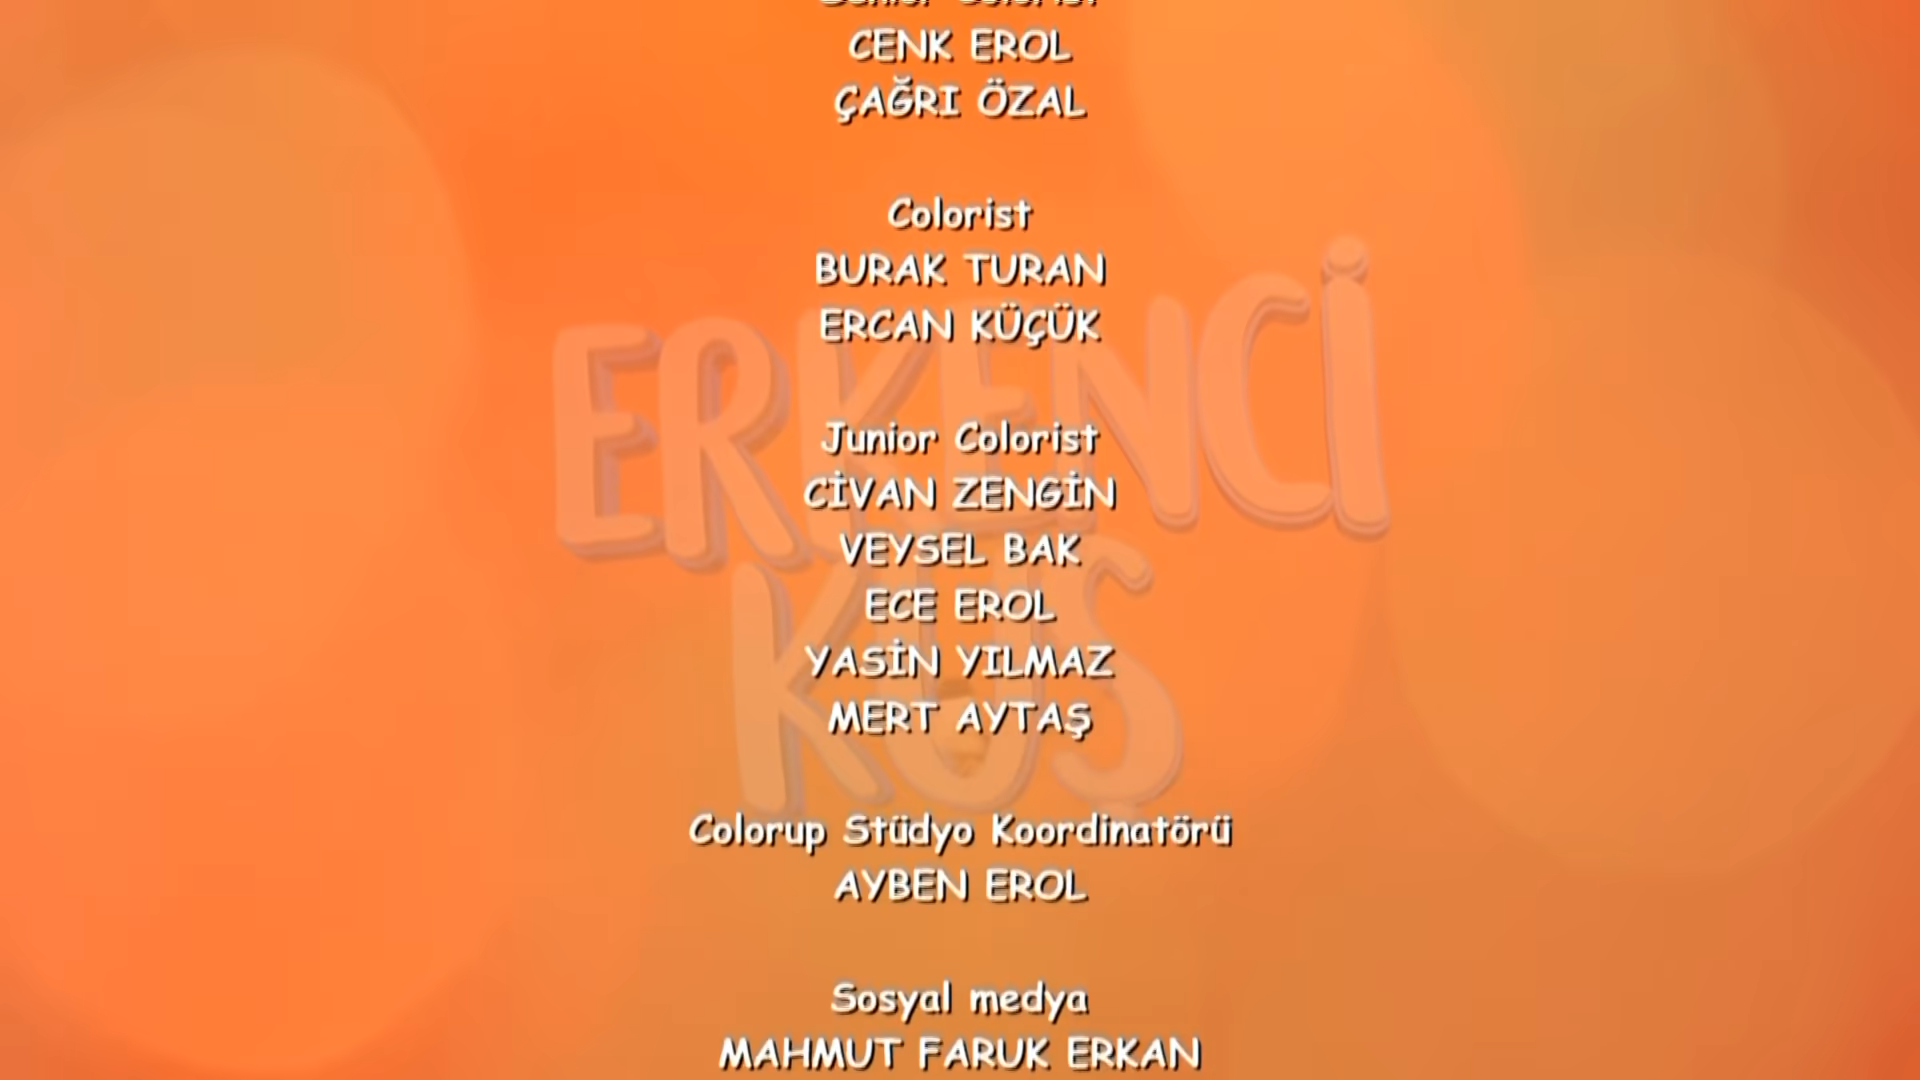 CENK EROL
ÇAĞRI ÖZAL
Colorist
BURAK TURAN
ERCAN KÜÇÜK
Junior Colorist
CİVAN ZENGİN
VEYSEL BAK
ECE EROL
YASİN YILMAZ
MERT AYTAŞ
Colorup Stüdyo Koordinatörü
AYBEN EROL
Sosyal medya
MAHMUT FARUK ERKAN
ERKENCİ
KUŞ